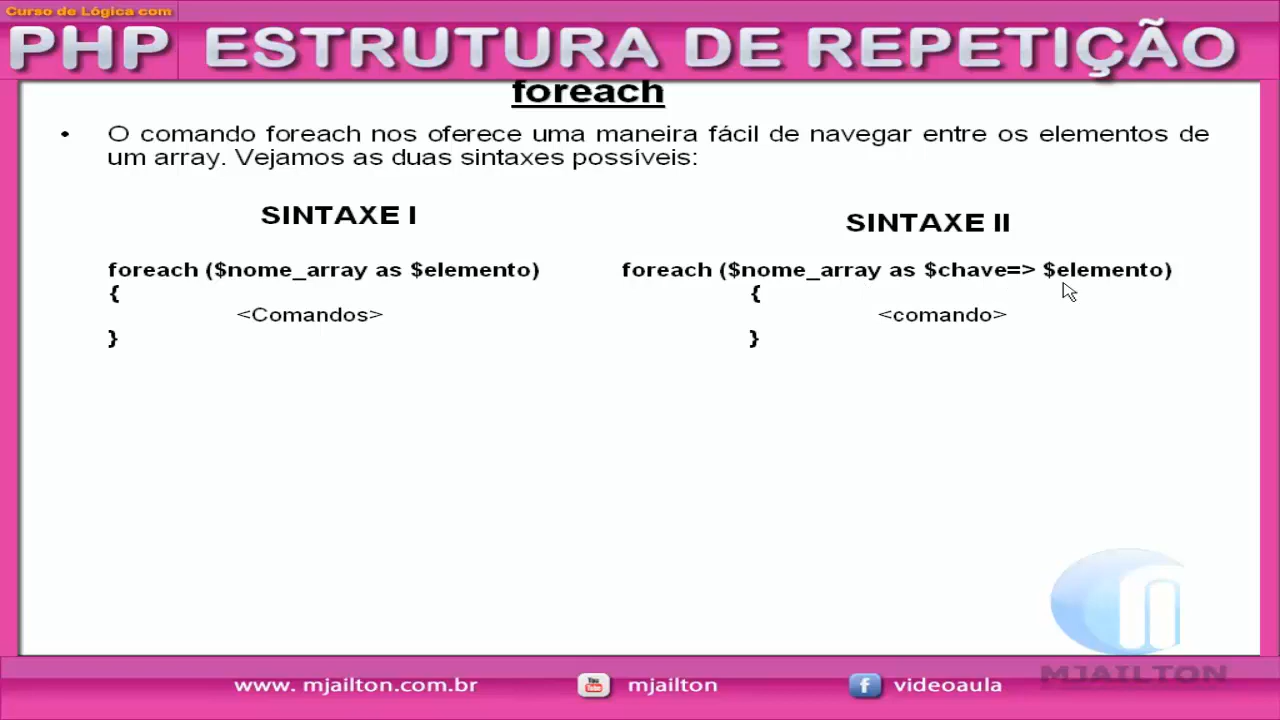 Curso de Lógica com
PHP ESTRUTURA DE REPETIÇÃO
foreach
• O comando foreach nos oferece uma maneira fácil de navegar entre os elementos de
um array. Vejamos as duas sintaxes possíveis:
SINTAXE I
foreach ($nome_array as $elemento)
{
<Comandos>
}
SINTAXE II
foreach ($nome_array as $chave=> $elemento)
{
<comando>
}
MJAILTON
www. mjailton.com.br
You Tube
mjailton
f
videoaula